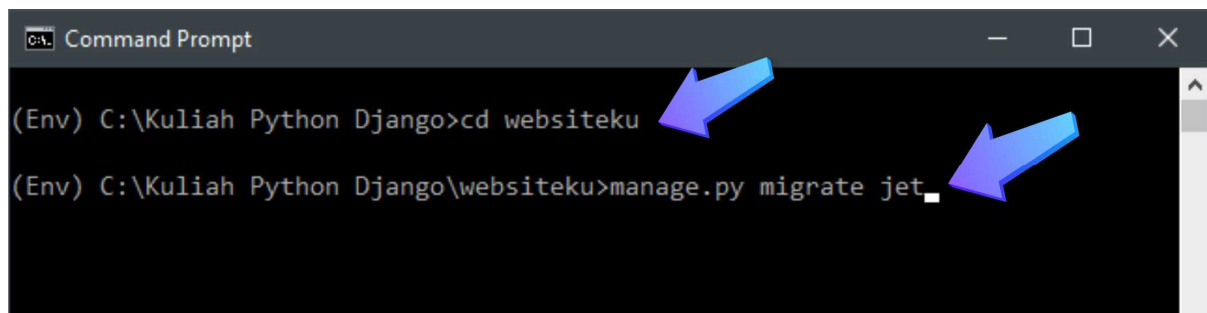 Command Prompt
(Env) C:\Kuliah Python Django>cd websiteku
(Env) C:\Kuliah Python Django\websiteku>manage.py migrate jet